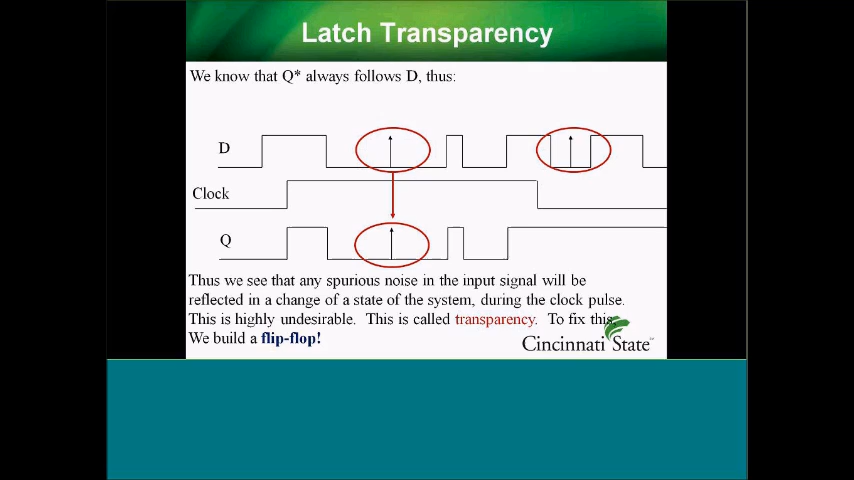 Latch Transparency
We know that Q* always follows D, thus:
D
Clock
Q
Thus we see that any spurious noise in the input signal will be
reflected in a change of a state of the system, during the clock pulse.
This is highly undesirable. This is called transparency. To fix this,
We build a flip-flop!
Cincinnati State